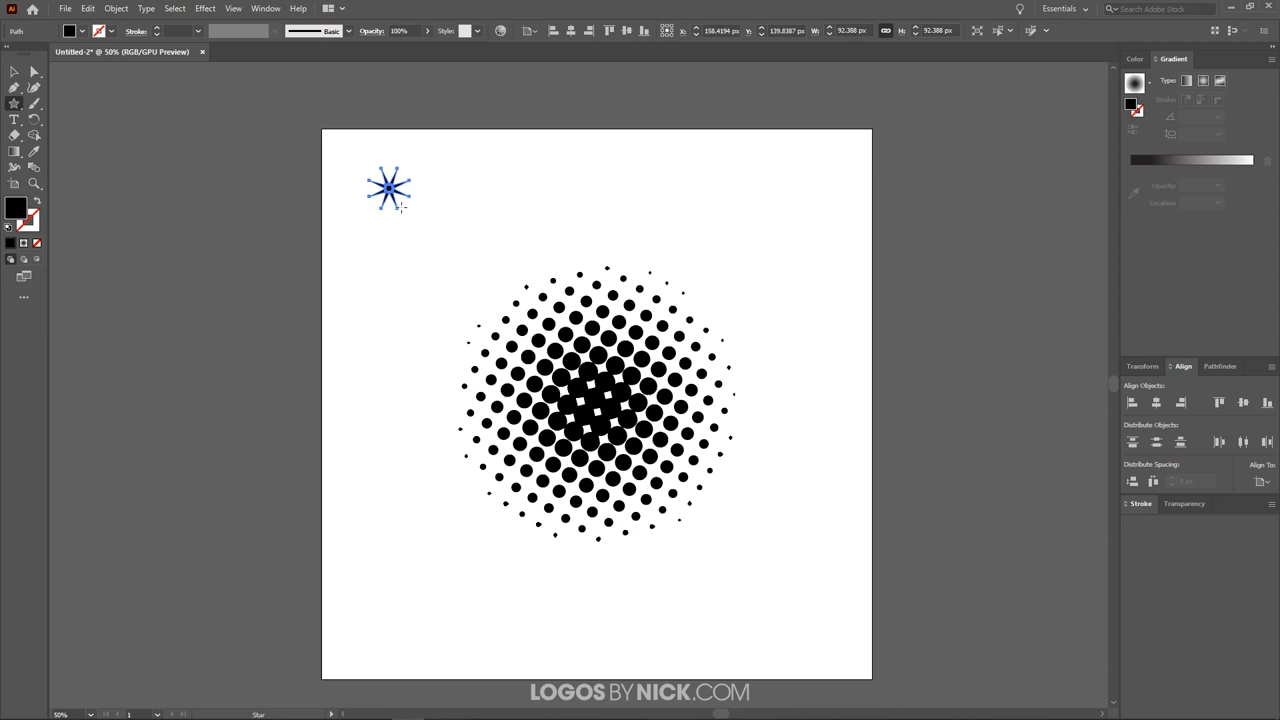 Ai File Edit Object Type Select Effect View Window Help Essentials Search Adobe Stock
Path Stroke: Basic Opacity: 100% Style: X: 158.4194 px Y: 139.8387 px W: 92.388 px H: 92.388 px
Untitled-2* @ 50% (RGB/GPU Preview) ×
Color Gradient
Type:
Stroke:
Opacity:
Location:
Transform Align Pathfinder
Align Objects:
Distribute Objects:
Distribute Spacing: Align To:
Stroke Transparency
LOGOSBYNICK.COM
50% 1 Star